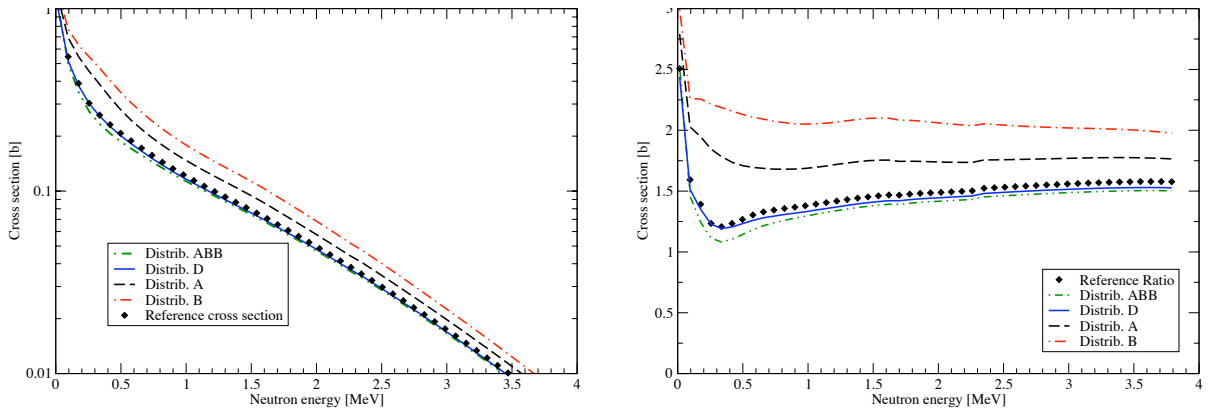 1
0.1
0.01
Cross section [b]
0
0.5
1
1.5
2
2.5
3
3.5
4
Neutron energy [MeV]
Distrib. ABB
Distrib. D
Distrib. A
Distrib. B
Reference cross section
3
2.5
2
1.5
1
0.5
0
Cross section [b]
0
0.5
1
1.5
2
2.5
3
3.5
4
Neutron energy [MeV]
Reference Ratio
Distrib. ABB
Distrib. D
Distrib. A
Distrib. B